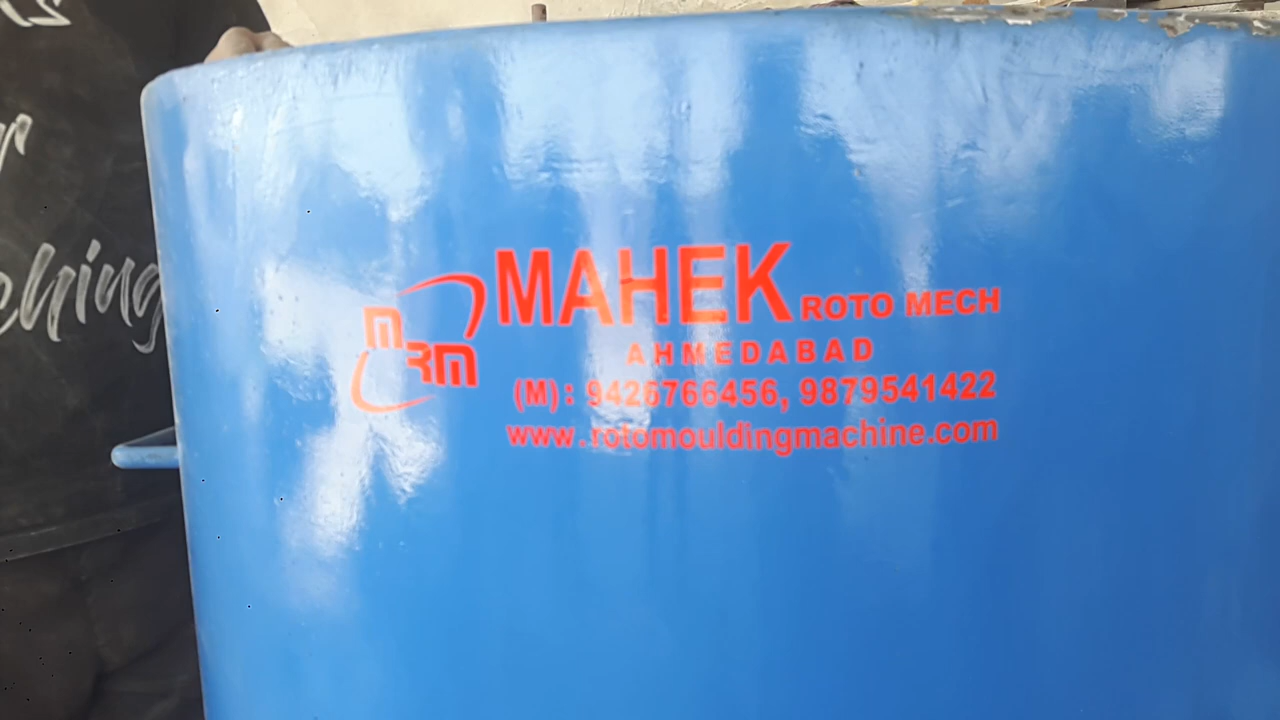 MAHEK ROTO MECH
MRM
AHMEDABAD
(M): 9426766456, 9879541422
www.rotomouldingmachine.com